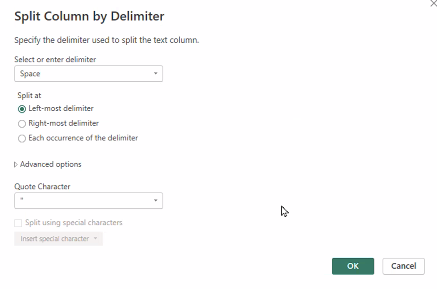 Split Column by Delimiter
Specify the delimiter used to split the text column.
Select or enter delimiter
Space
Split at
Left-most delimiter
Right-most delimiter
Each occurrence of the delimiter
Advanced options
Quote Character
"
Split using special characters
Insert special character
OK Cancel